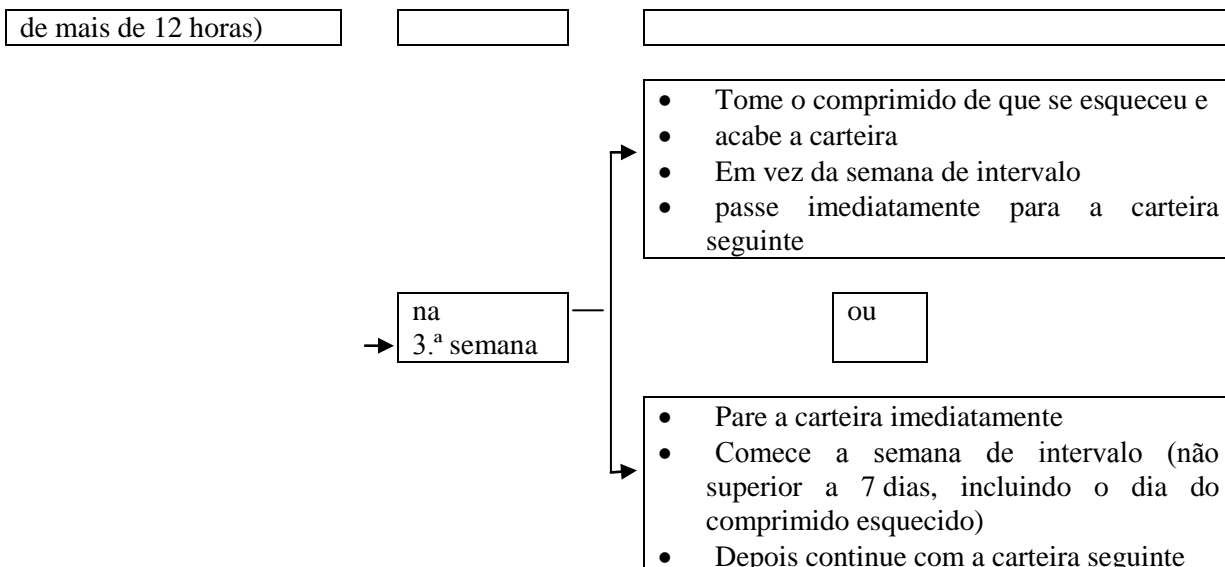 de mais de 12 horas)
• Tome o comprimido de que se esqueceu e
• acabe a carteira
• Em vez da semana de intervalo
• passe imediatamente para a carteira
seguinte
na
3.ª semana
ou
• Pare a carteira imediatamente
• Comece a semana de intervalo (não
superior a 7 dias, incluindo o dia do
comprimido esquecido)
• Depois continue com a carteira seguinte